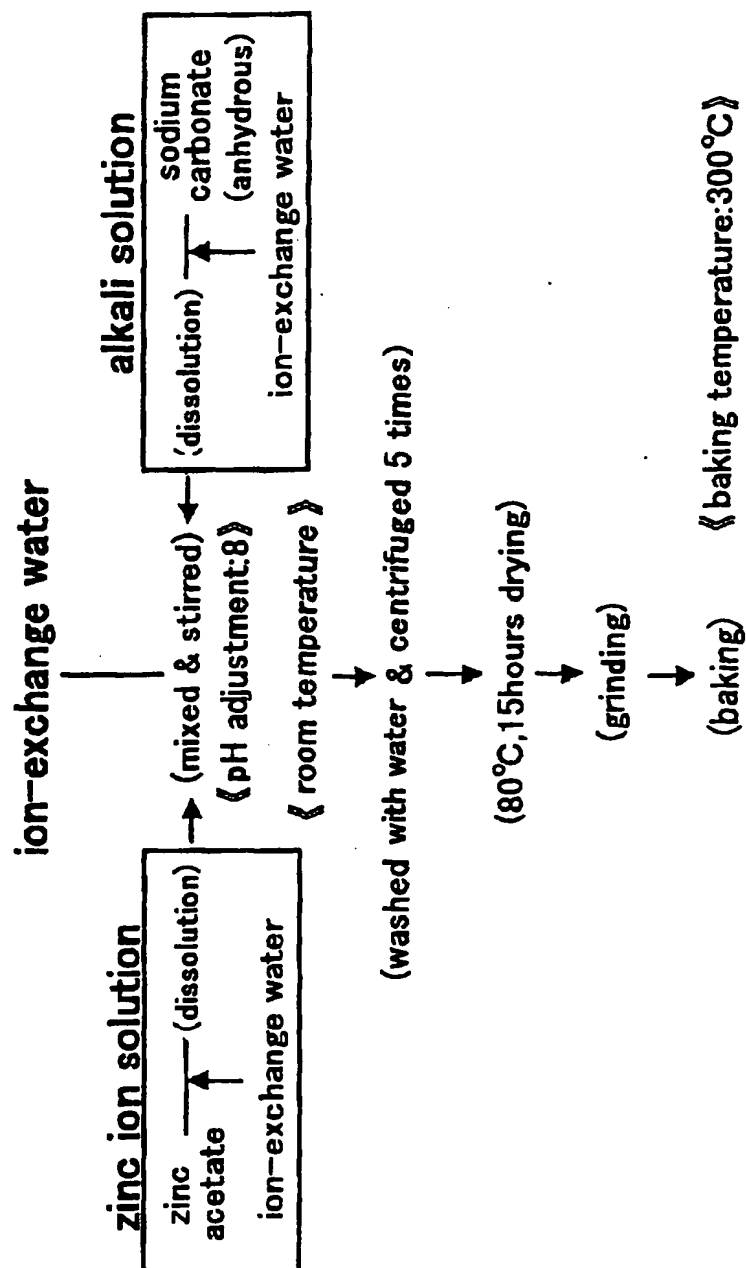 ion-exchange water
zinc ion solution
zinc
acetate
(dissolution)
ion-exchange water
alkali solution
(dissolution)
sodium
carbonate
(anhydrous)
ion-exchange water
(mixed & stirred)
《pH adjustment:8》
《room temperature》
(washed with water & centrifuged 5 times)
(80°C,15hours drying)
(grinding)
(baking)
《baking temperature:300°C》